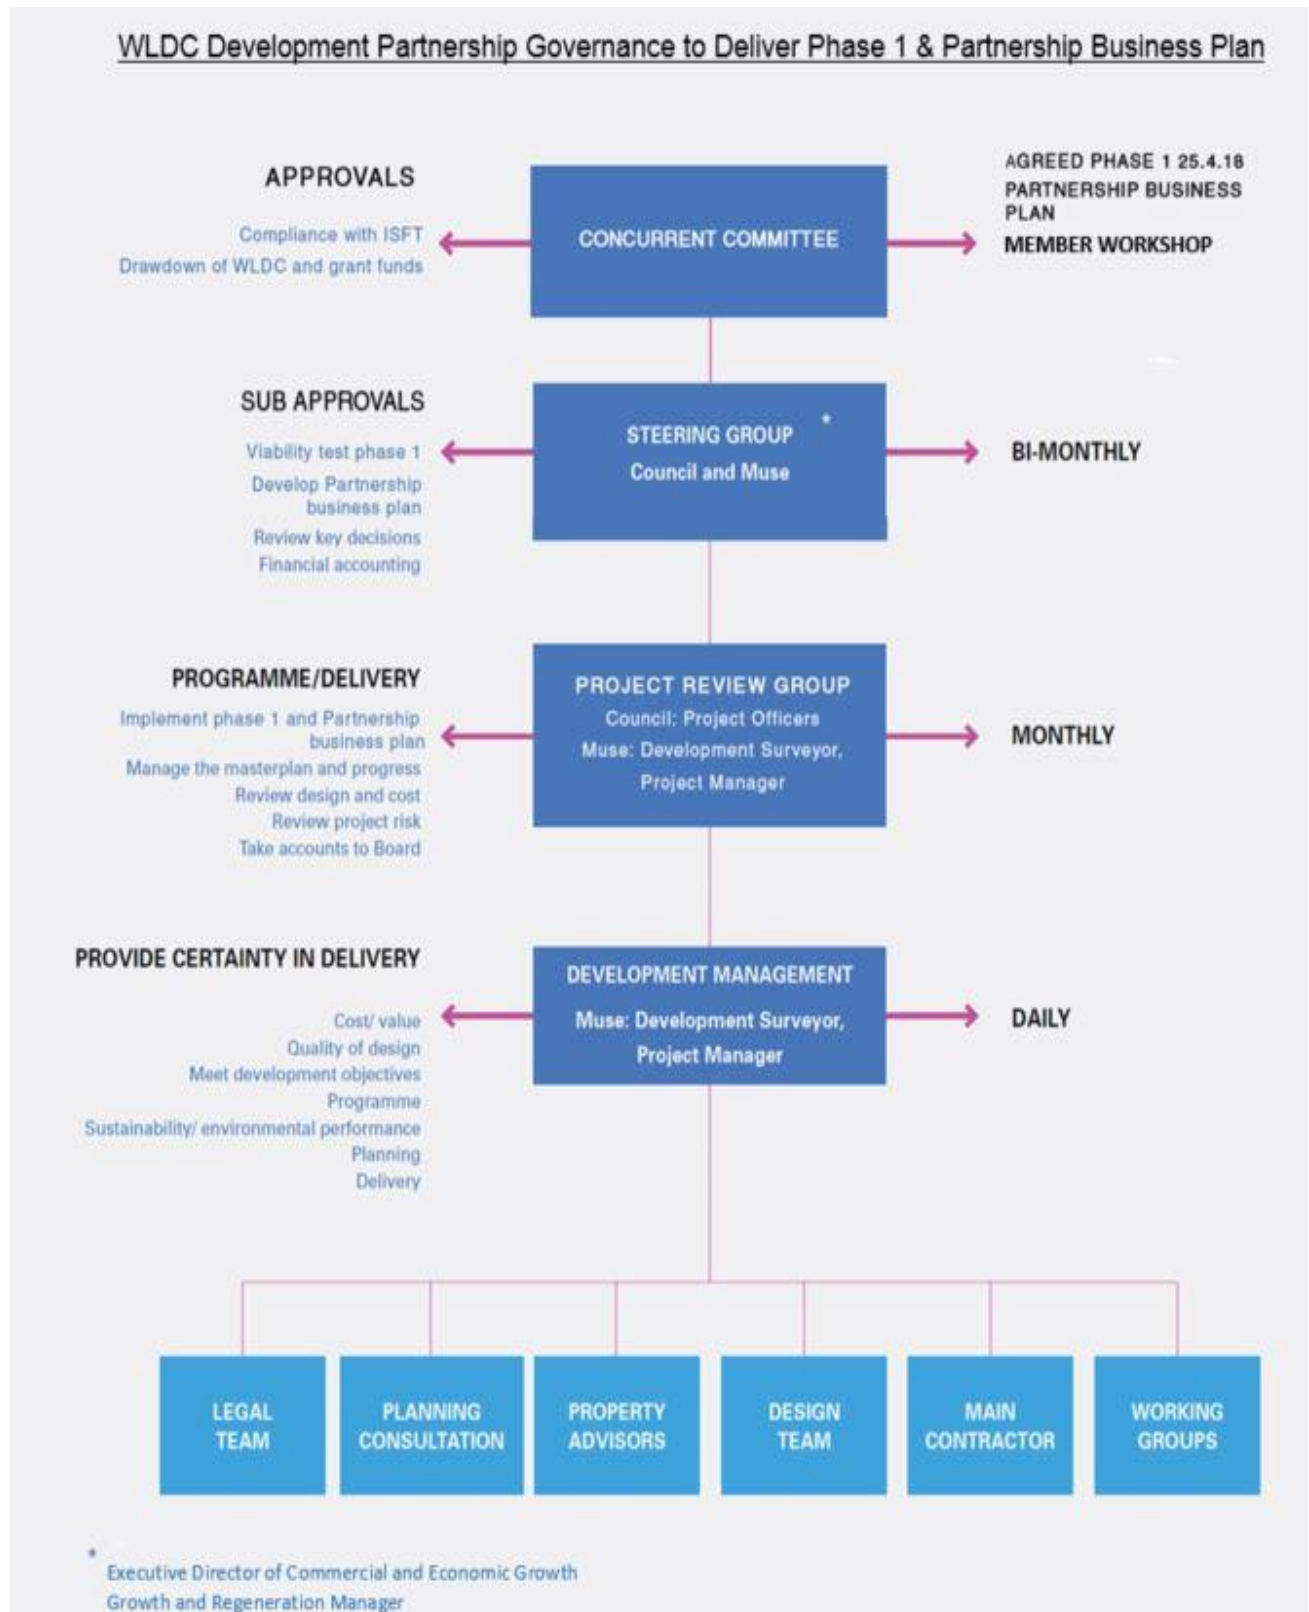 WLDC Development Partnership Governance to Deliver Phase 1 & Partnership Business Plan
APPROVALS
Compliance with ISFT
Drawdown of WLDC and grant funds
CONCURRENT COMMITTEE
AGREED PHASE 1 25.4.18
PARTNERSHIP BUSINESS
PLAN
MEMBER WORKSHOP
SUB APPROVALS
Viability test phase 1
Develop Partnership
business plan
Review key decisions
Financial accounting
STEERING GROUP *
Council and Muse
BI-MONTHLY
PROGRAMME/DELIVERY
Implement phase 1 and Partnership
business plan
Manage the masterplan and progress
Review design and cost
Review project risk
Take accounts to Board
PROJECT REVIEW GROUP
Council: Project Officers
Muse: Development Surveyor,
Project Manager
MONTHLY
PROVIDE CERTAINTY IN DELIVERY
Cost/ value
Quality of design
Meet development objectives
Programme
Sustainability/ environmental performance
Planning
Delivery
DEVELOPMENT MANAGEMENT
Muse: Development Surveyor,
Project Manager
DAILY
LEGAL
TEAM
PLANNING
CONSULTATION
PROPERTY
ADVISORS
DESIGN
TEAM
MAIN
CONTRACTOR
WORKING
GROUPS
*
Executive Director of Commercial and Economic Growth
Growth and Regeneration Manager